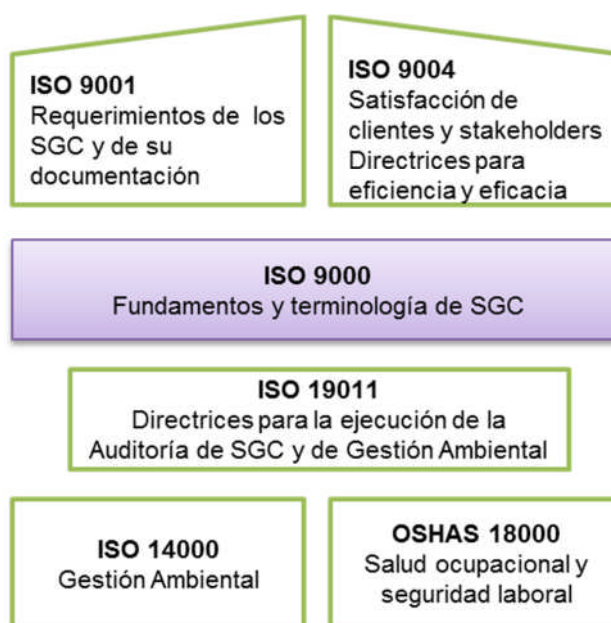 ISO 9001
Requerimientos de los
SGC y de su
documentación
ISO 9004
Satisfacción de
clientes y stakeholders
Directrices para
eficiencia y eficacia
ISO 9000
Fundamentos y terminología de SGC
ISO 19011
Directrices para la ejecución de la
Auditoría de SGC y de Gestión Ambiental
ISO 14000
Gestión Ambiental
OSHAS 18000
Salud ocupacional y
seguridad laboral